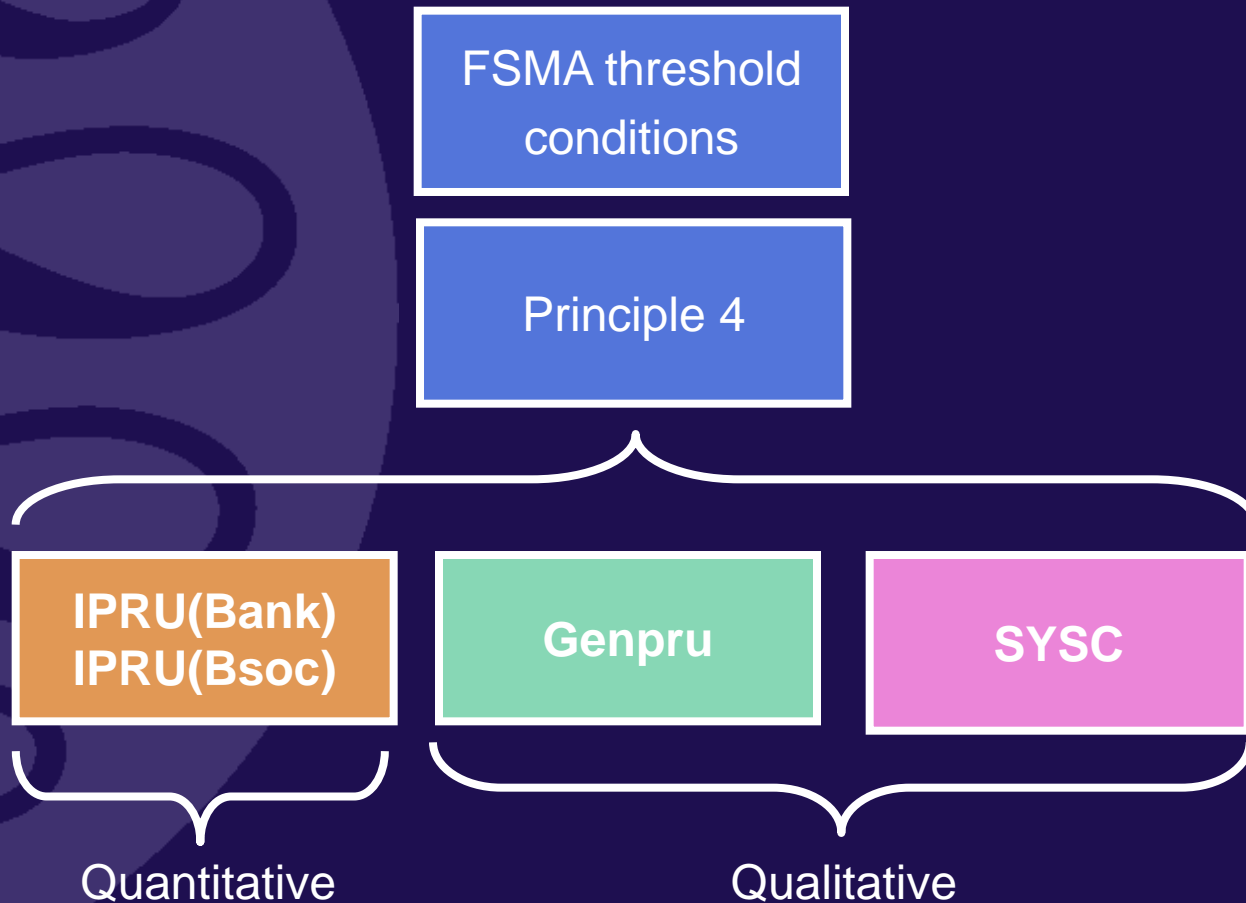 FSMA threshold
conditions
Principle 4
IPRU(Bank)
IPRU(Bsoc)
Genpru
SYSC
Quantitative
Qualitative